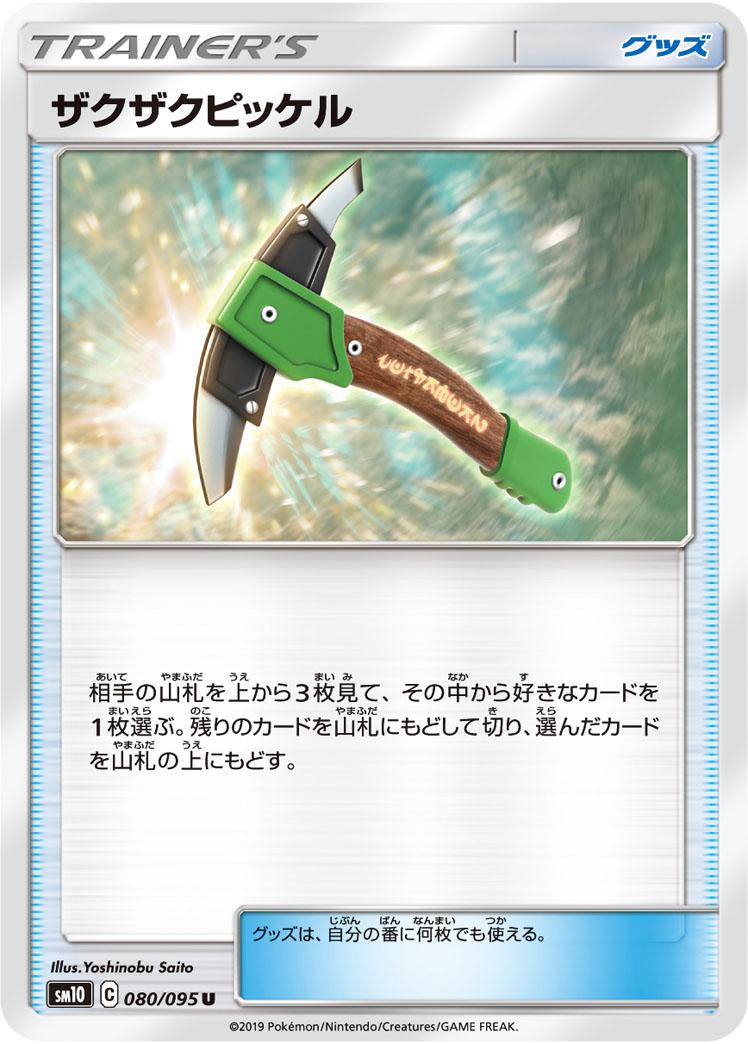 TRAINER'S
グッズ
ザクザクピッケル
相手の山札を上から3枚見て、その中から好きなカードを
1枚選ぶ。残りのカードを山札にもどして切り、選んだカード
を山札の上にもどす。
グッズは、自分の番に何枚でも使える。
Illus.Yoshinobu Saito
sm10 C 080/095 U
©2019 Pokémon/Nintendo/Creatures/GAME FREAK.